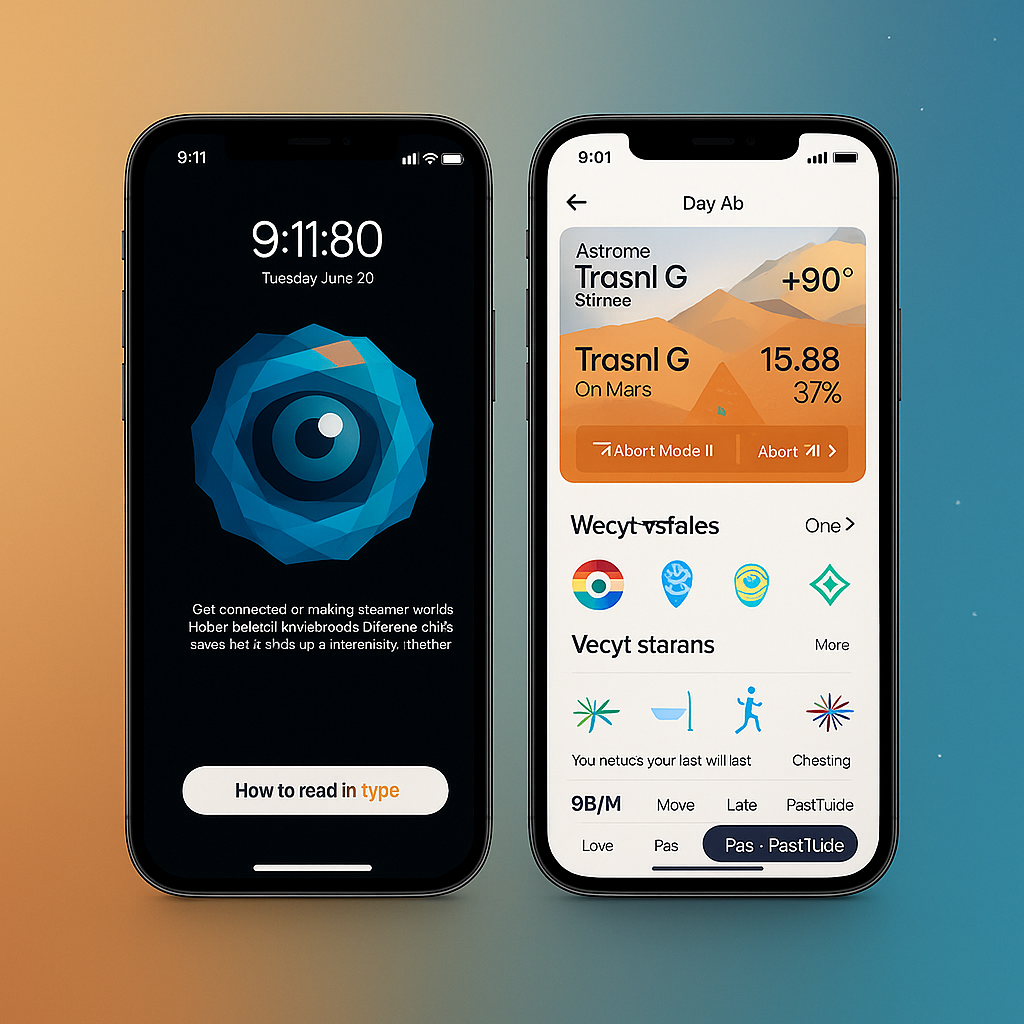 9:11
9:11:80
Tuesday June 20
Get connected or making steamer worlds
Hober beletcil knviebroods Diferene chif's
saves het it shds up a interenisity. ithether
How to read in type
9:01
Day Ab
Astrome
Trasnl G
+90°
Stirnee
Trasnl G
15.88
On Mars
37%
Abort Mode II
Abort
Wecyt vsfales
One
Vecyt starans
More
You netucs your last will last
Chesting
9B/M Move Late PastTuide
Love Pas Pas · PastTUide